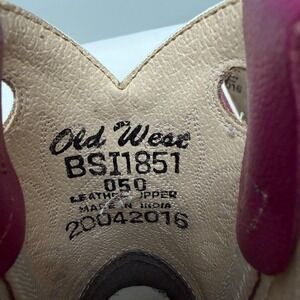 Old West
BSI1851
050
LEATHER UPPER
MADE IN INDIA
20042016